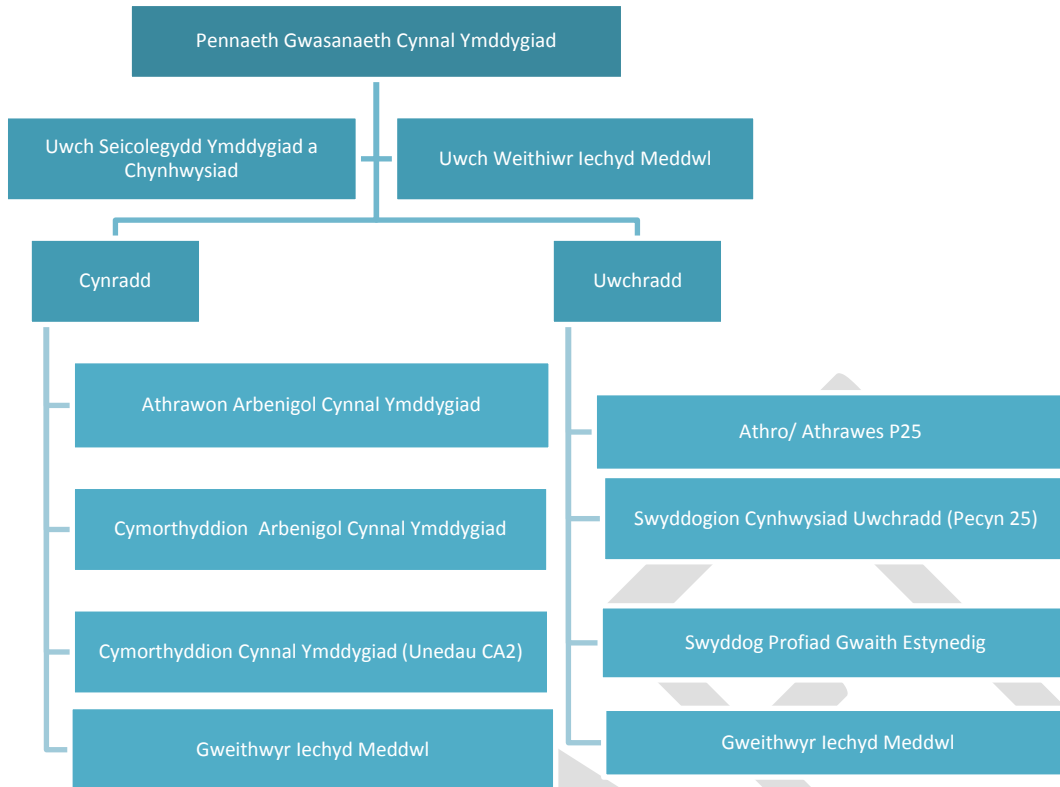 Pennaeth Gwasanaeth Cynnal Ymddygiad
Uwch Seicolegydd Ymddygiad a
Chynhwysiad
Uwch Weithiwr Iechyd Meddwl
Cynradd
Uwchradd
Athrawon Arbenigol Cynnal Ymddygiad
Cymorthyddion Arbenigol Cynnal Ymddygiad
Cymorthyddion Cynnal Ymddygiad (Unedau CA2)
Gweithwyr Iechyd Meddwl
Athro/ Athrawes P25
Swyddogion Cynhwysiad Uwchradd (Pecyn 25)
Swyddog Profiad Gwaith Estynedig
Gweithwyr Iechyd Meddwl